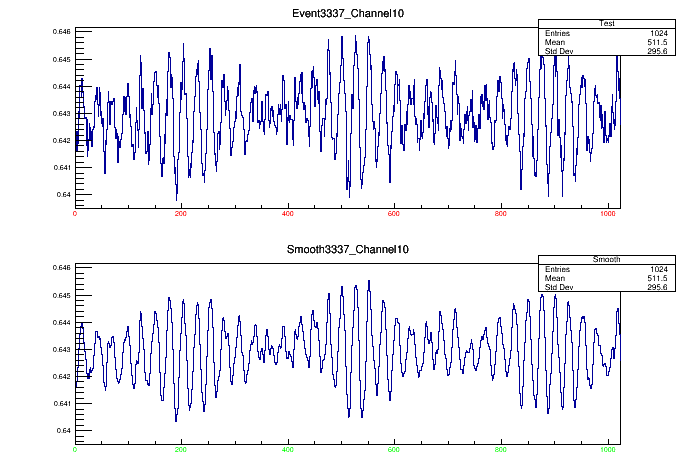 Event3337_Channel10
Test
Entries 1024
Mean 511.5
Std Dev 295.6
0.646
0.645
0.644
0.643
0.642
0.641
0.64
0 200 400 600 800 1000
Smooth3337_Channel10
Smooth
Entries 1024
Mean 511.5
Std Dev 295.6
0.646
0.645
0.644
0.643
0.642
0.641
0.64
0 200 400 600 800 1000